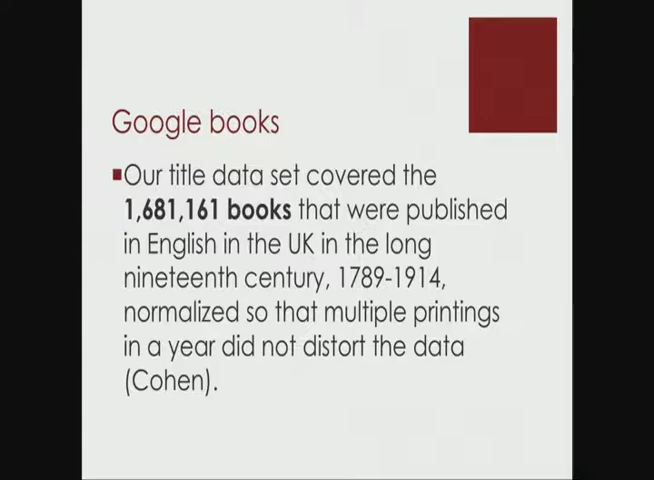 Google books
Our title data set covered the
1,681,161 books that were published
in English in the UK in the long
nineteenth century, 1789-1914,
normalized so that multiple printings
in a year did not distort the data
(Cohen).